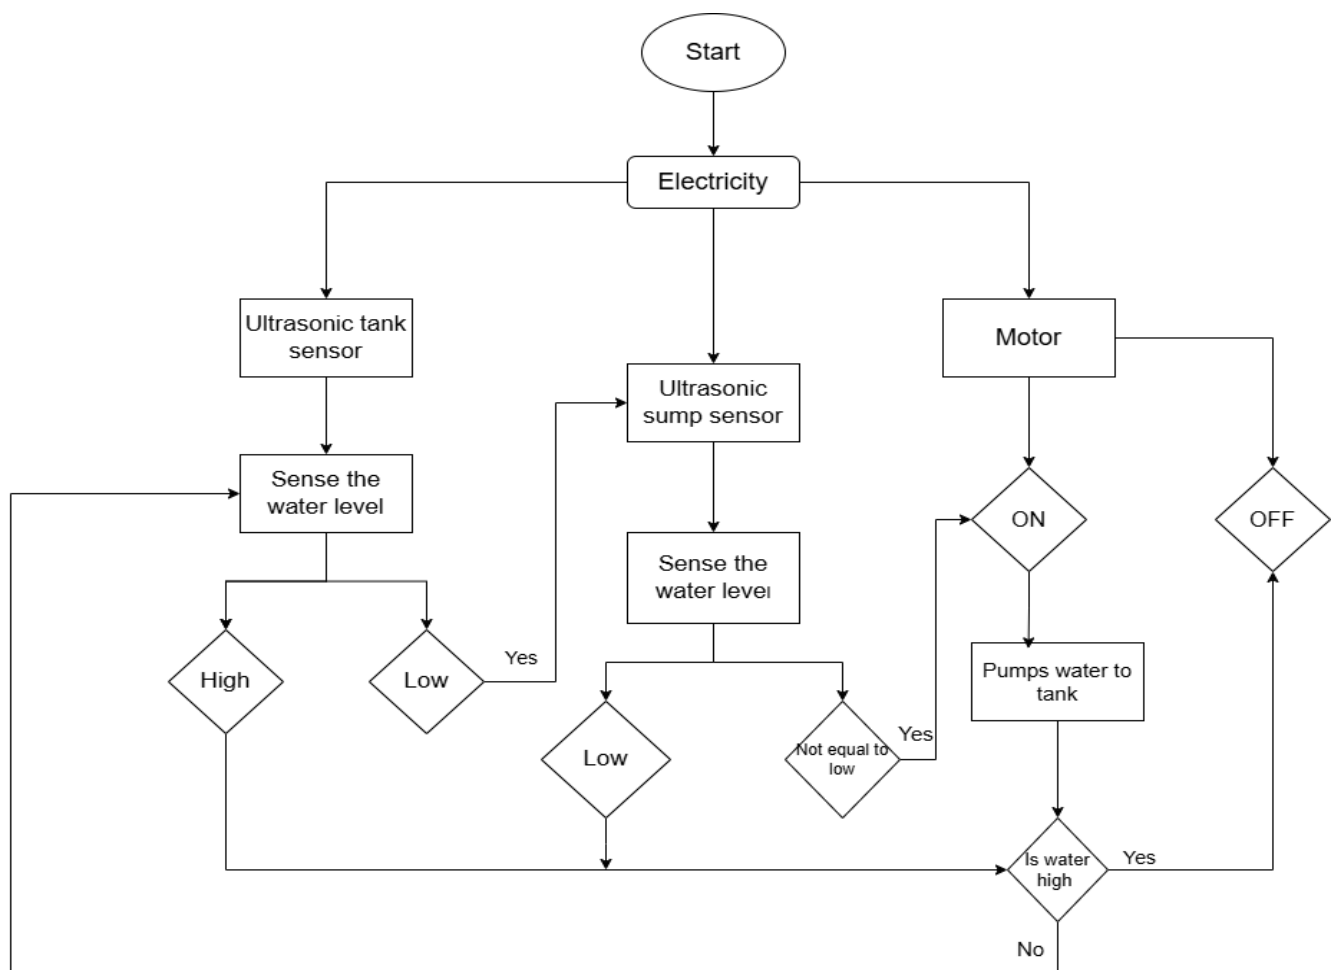 Start
Electricity
Ultrasonic tank
sensor
Motor
Ultrasonic
sump sensor
Sense the
water level
ON
OFF
Sense the
water level
High
Low
Yes
Pumps water to
tank
Low
Not equal to
low
Yes
Is water
high
Yes
No